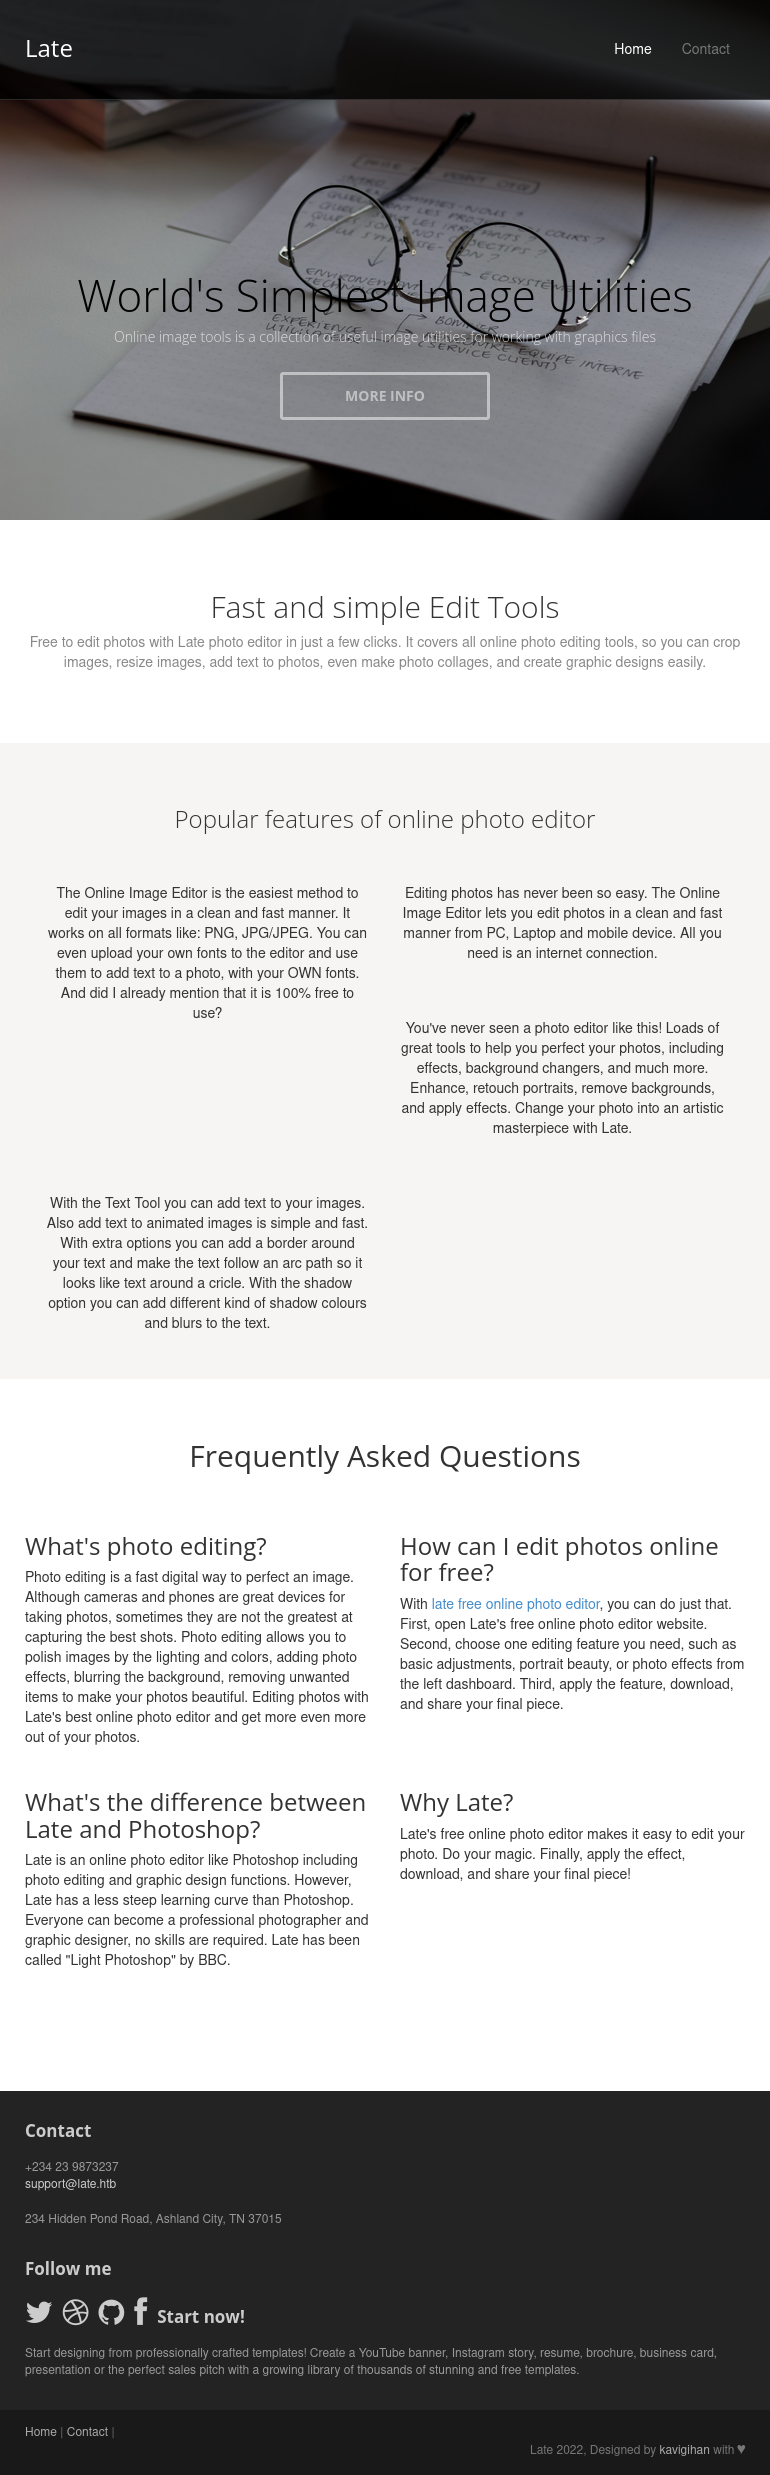 Late
Home
Contact
World's Simplest Image Utilities
Online image tools is a collection of useful image utilities for working with graphics files
MORE INFO
Fast and simple Edit Tools
Free to edit photos with Late photo editor in just a few clicks. It covers all online photo editing tools, so you can crop
images, resize images, add text to photos, even make photo collages, and create graphic designs easily.
Popular features of online photo editor
The Online Image Editor is the easiest method to
edit your images in a clean and fast manner. It
works on all formats like: PNG, JPG/JPEG. You can
even upload your own fonts to the editor and use
them to add text to a photo, with your OWN fonts.
And did I already mention that it is 100% free to
use?
Editing photos has never been so easy. The Online
Image Editor lets you edit photos in a clean and fast
manner from PC, Laptop and mobile device. All you
need is an internet connection.
You've never seen a photo editor like this! Loads of
great tools to help you perfect your photos, including
effects, background changers, and much more.
Enhance, retouch portraits, remove backgrounds,
and apply effects. Change your photo into an artistic
masterpiece with Late.
With the Text Tool you can add text to your images.
Also add text to animated images is simple and fast.
With extra options you can add a border around
your text and make the text follow an arc path so it
looks like text around a cricle. With the shadow
option you can add different kind of shadow colours
and blurs to the text.
Frequently Asked Questions
What's photo editing?
Photo editing is a fast digital way to perfect an image.
Although cameras and phones are great devices for
taking photos, sometimes they are not the greatest at
capturing the best shots. Photo editing allows you to
polish images by the lighting and colors, adding photo
effects, blurring the background, removing unwanted
items to make your photos beautiful. Editing photos with
Late's best online photo editor and get more even more
out of your photos.
How can I edit photos online
for free?
With late free online photo editor, you can do just that.
First, open Late's free online photo editor website.
Second, choose one editing feature you need, such as
basic adjustments, portrait beauty, or photo effects from
the left dashboard. Third, apply the feature, download,
and share your final piece.
What's the difference between
Late and Photoshop?
Late is an online photo editor like Photoshop including
photo editing and graphic design functions. However,
Late has a less steep learning curve than Photoshop.
Everyone can become a professional photographer and
graphic designer, no skills are required. Late has been
called "Light Photoshop" by BBC.
Why Late?
Late's free online photo editor makes it easy to edit your
photo. Do your magic. Finally, apply the effect,
download, and share your final piece!
Contact
+234 23 9873237
support@late.htb
234 Hidden Pond Road, Ashland City, TN 37015
Follow me
Start now!
Start designing from professionally crafted templates! Create a YouTube banner, Instagram story, resume, brochure, business card,
presentation or the perfect sales pitch with a growing library of thousands of stunning and free templates.
Home | Contact |
Late 2022, Designed by kavigihan with ♥